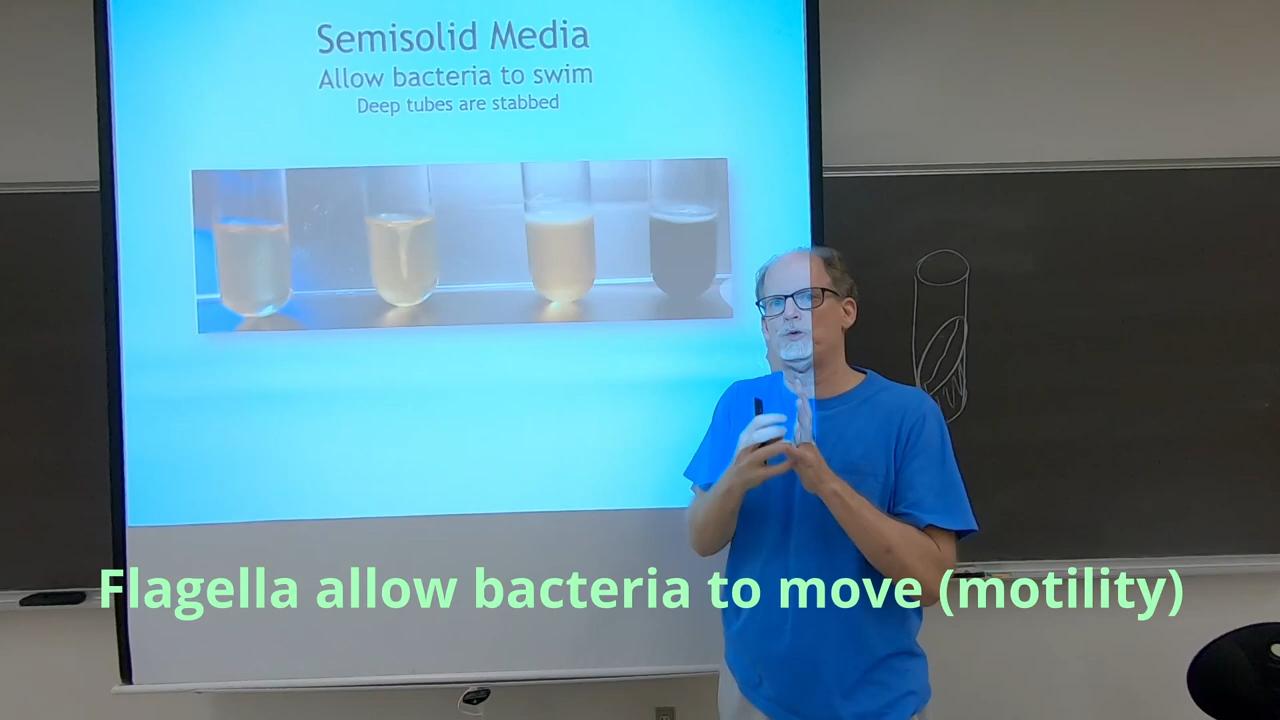 Semisolid Media
Allow bacteria to swim
Deep tubes are stabbed
Flagella allow bacteria to move (motility)